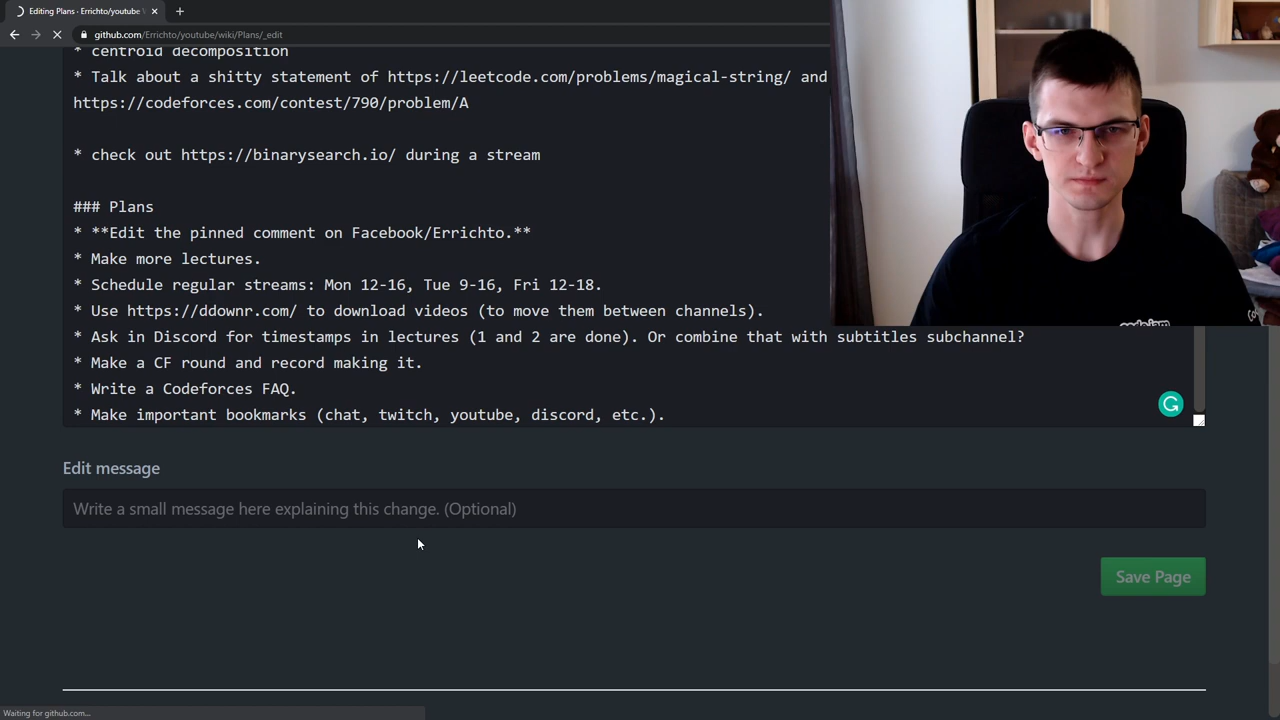 Editing Plans · Errichto/youtube
github.com/Errichto/youtube/wiki/Plans/_edit
* centroid decomposition
* Talk about a shitty statement of https://leetcode.com/problems/magical-string/ and
https://codeforces.com/contest/790/problem/A
* check out https://binarysearch.io/ during a stream
### Plans
* **Edit the pinned comment on Facebook/Errichto.**
* Make more lectures.
* Schedule regular streams: Mon 12-16, Tue 9-16, Fri 12-18.
* Use https://ddownr.com/ to download videos (to move them between channels).
* Ask in Discord for timestamps in lectures (1 and 2 are done). Or combine that with subtitles subchannel?
* Make a CF round and record making it.
* Write a Codeforces FAQ.
* Make important bookmarks (chat, twitch, youtube, discord, etc.).
Edit message
Write a small message here explaining this change. (Optional)
Save Page
Waiting for github.com...